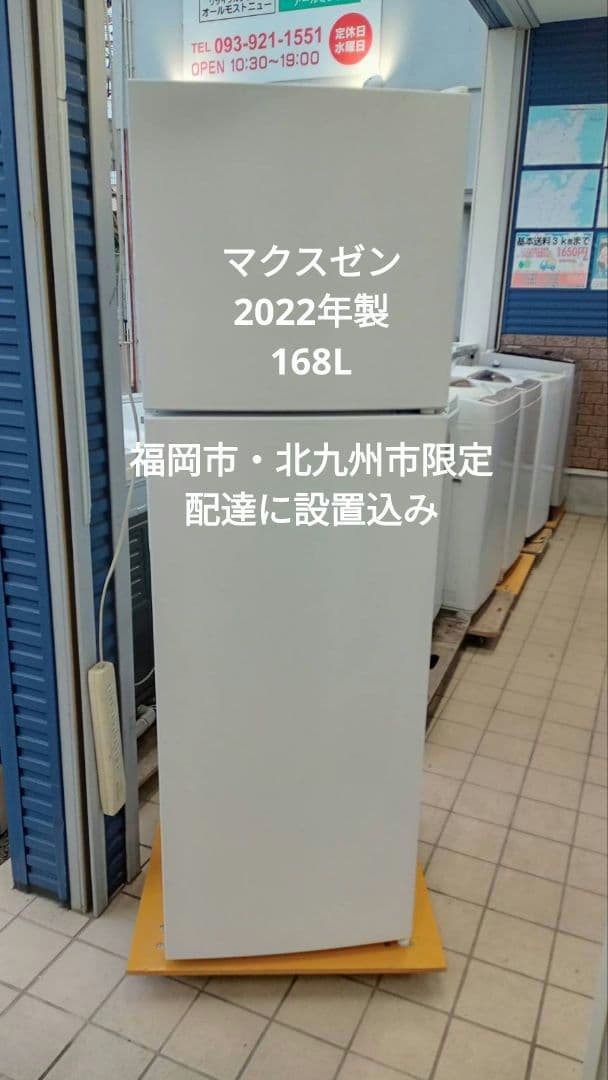 オールモストニュー
TEL 093-921-1551
OPEN 10:30～19:00
定休日
水曜日
基本送料3kmまで
1650円
マクスゼン
2022年製
168L
福岡市・北九州市限定
配達に設置込み